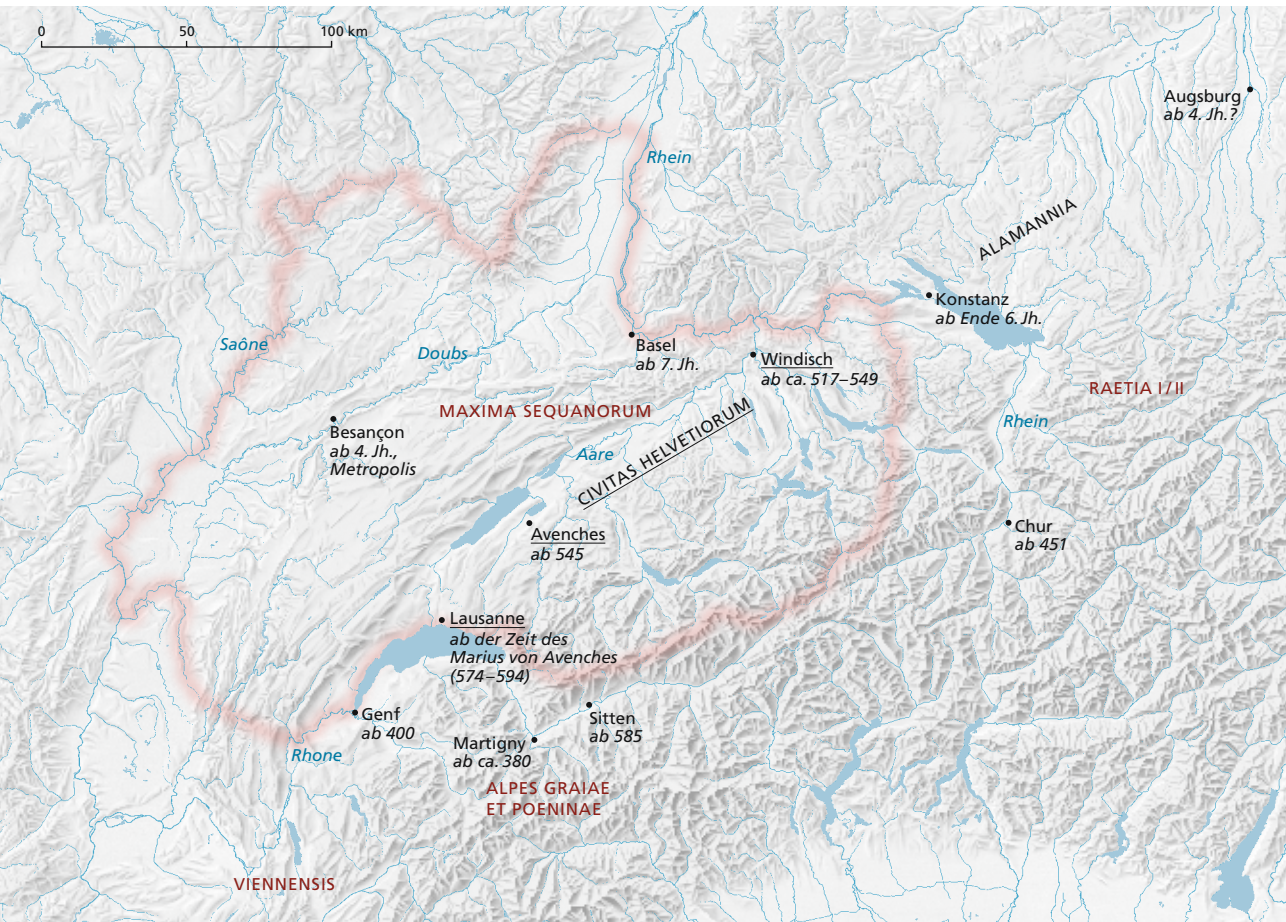 0 50 100 km
Augsburg
ab 4. Jh.?
Rhein
ALAMANNIA
Konstanz
ab Ende 6. Jh.
Saône
Doubs
Basel
ab 7. Jh.
Windisch
ab ca. 517–549
RAETIA I / II
MAXIMA SEQUANORUM
Rhein
Besançon
ab 4. Jh.,
Metropolis
Aare
CIVITAS HELVETIORUM
Avenches
ab 545
Chur
ab 451
Lausanne
ab der Zeit des
Marius von Avenches
(574–594)
Genf
ab 400
Sitten
ab 585
Martigny
ab ca. 380
Rhone
ALPES GRAIAE
ET POENINAE
VIENNENSIS